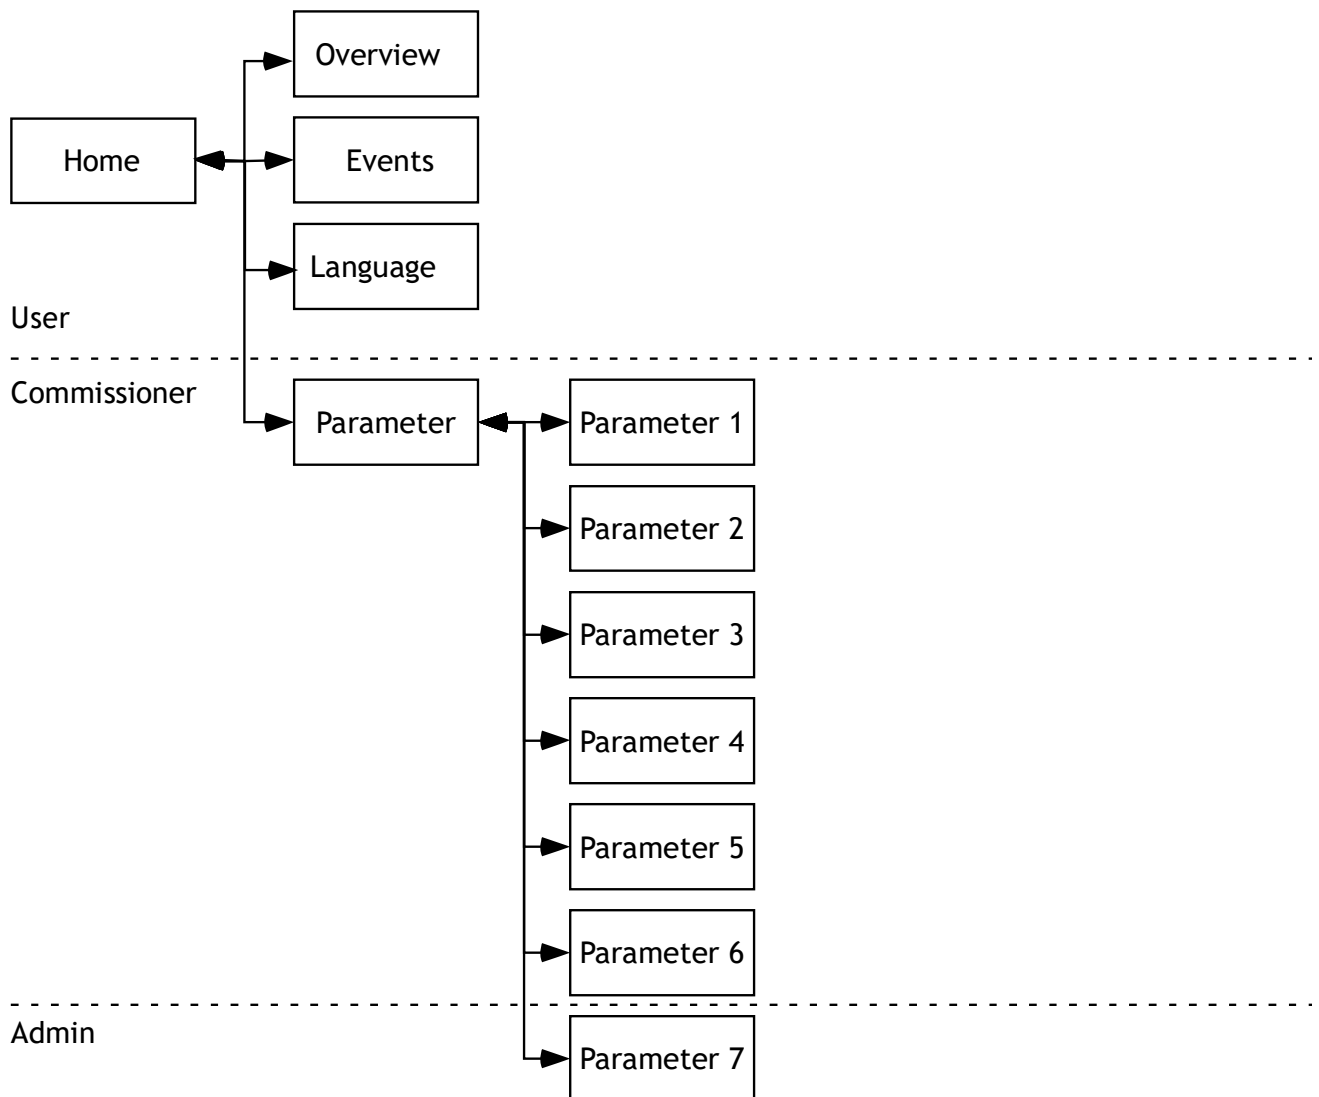 Overview
Home
Events
Language
User
Commissioner
Parameter
Parameter 1
Parameter 2
Parameter 3
Parameter 4
Parameter 5
Parameter 6
Admin
Parameter 7